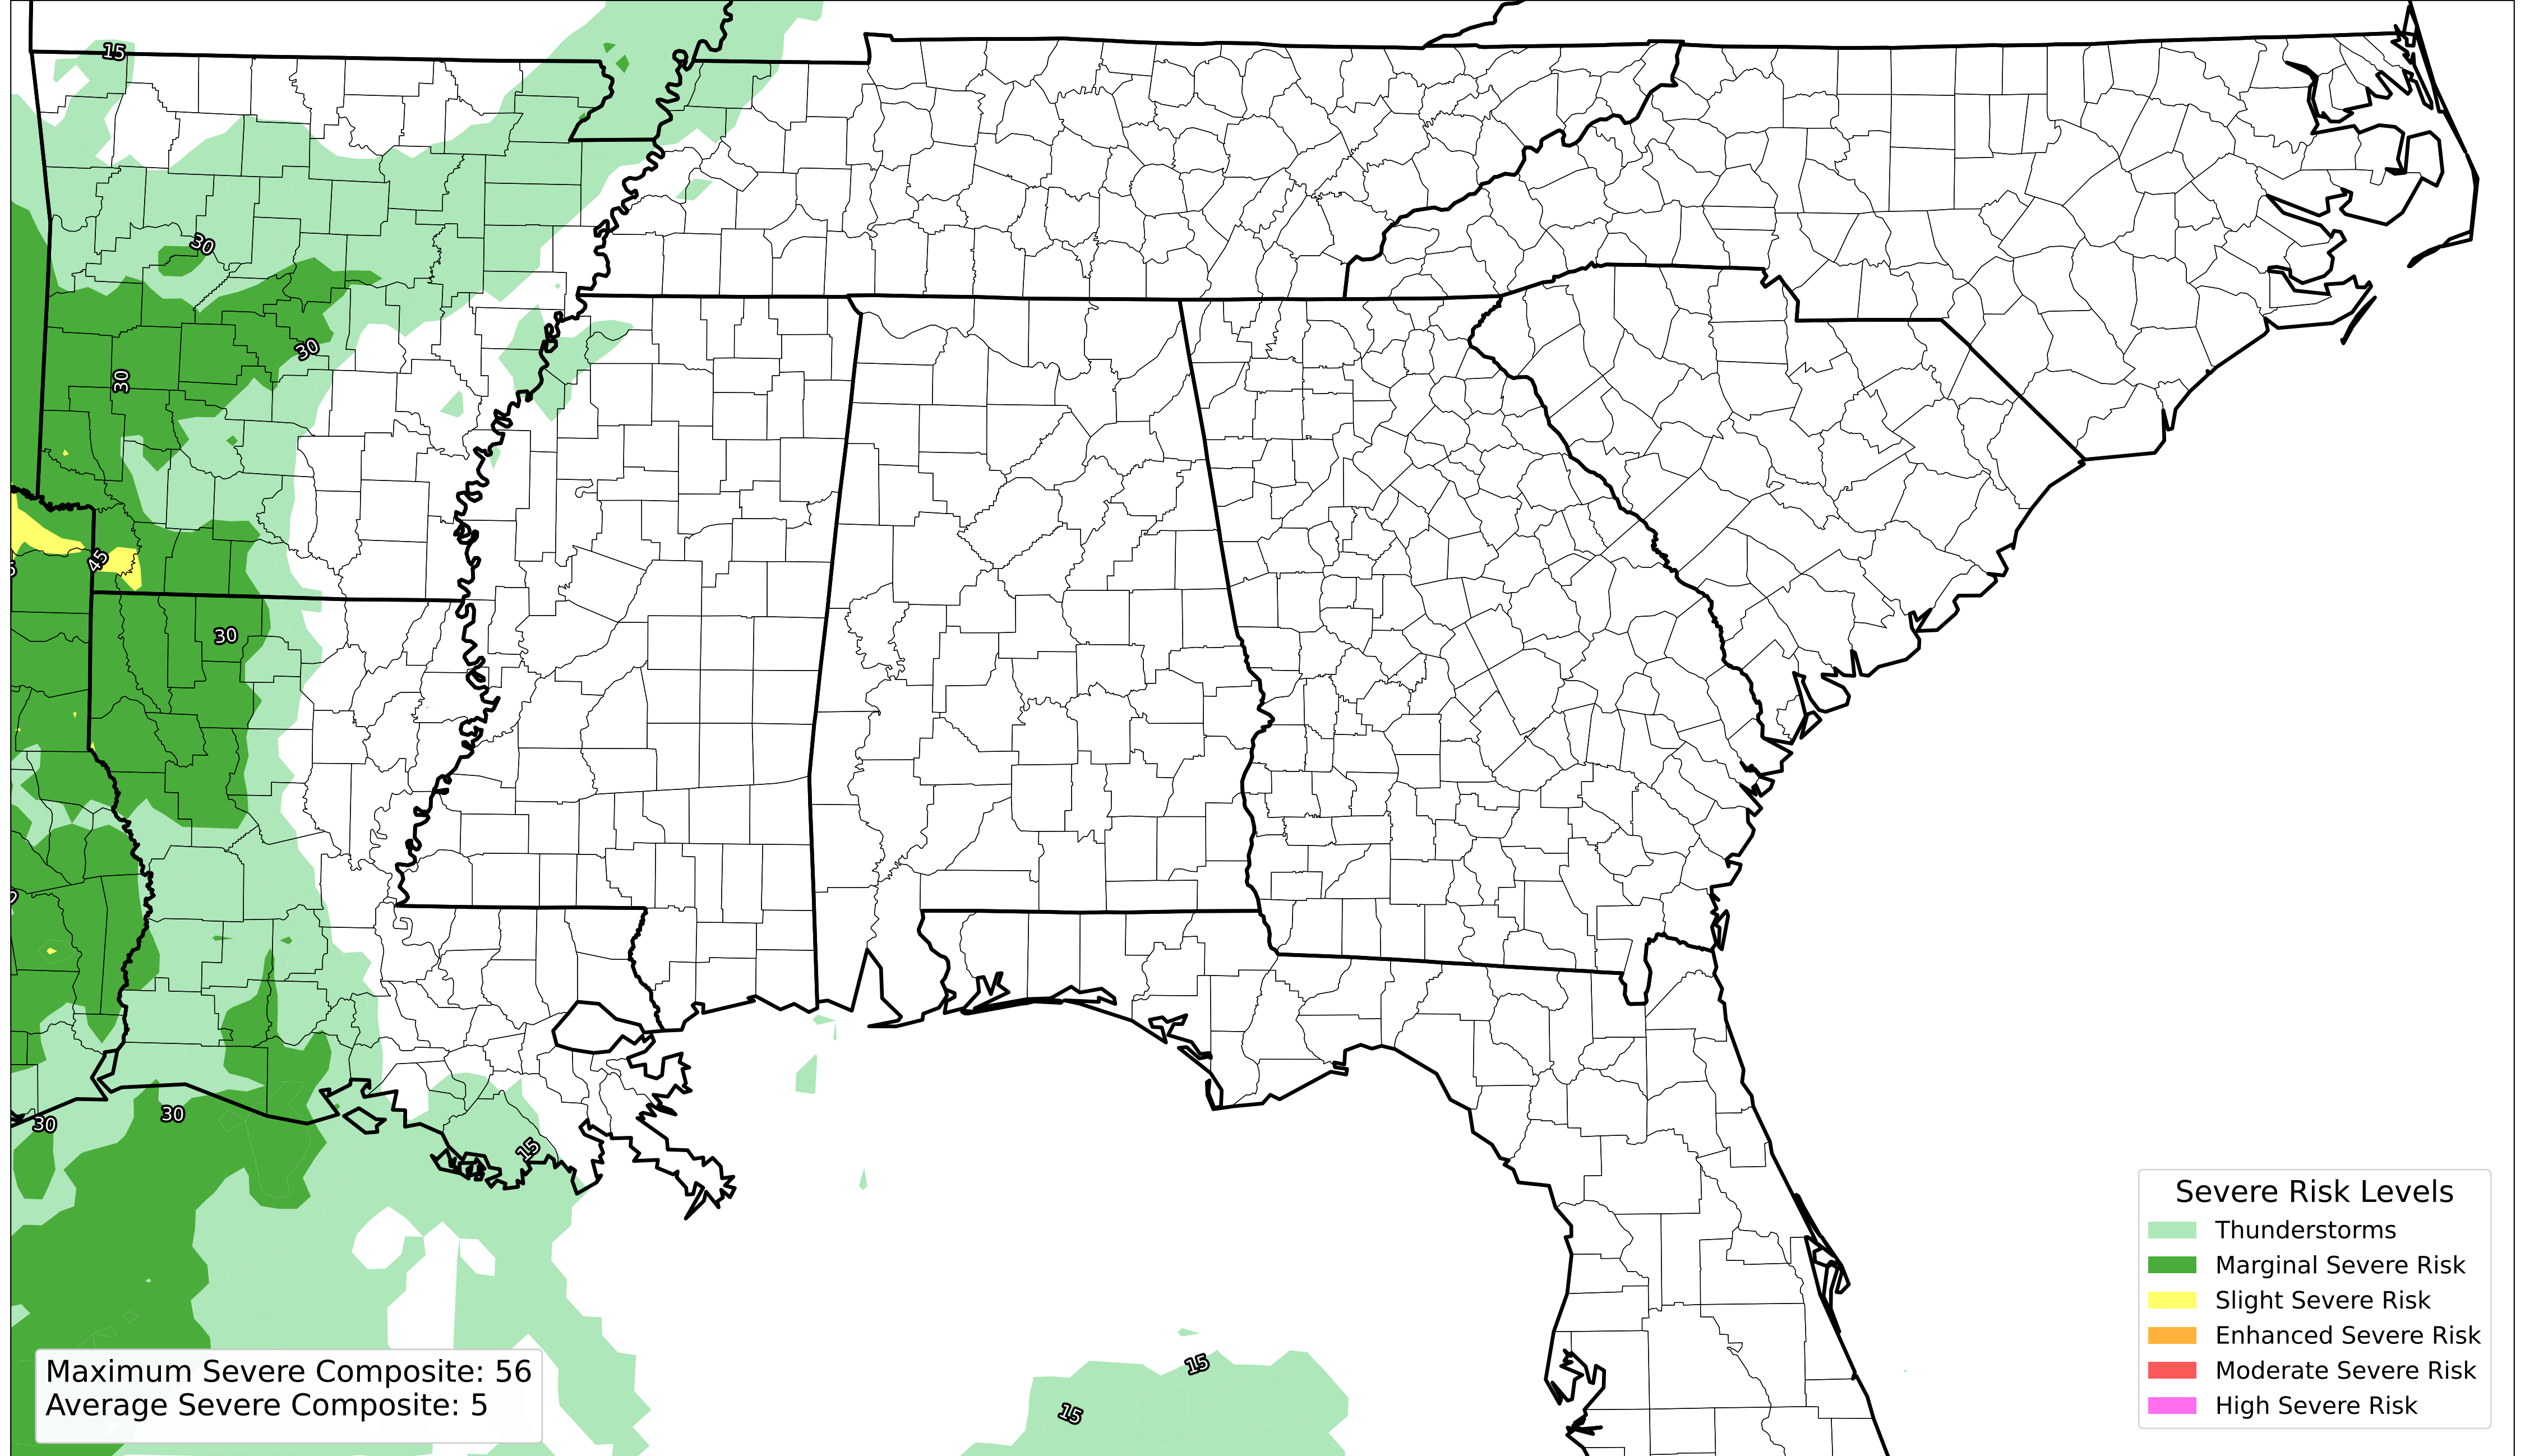 15
30
30
30
45
30
30
30
15
15
15
Severe Risk Levels
Thunderstorms
Marginal Severe Risk
Slight Severe Risk
Enhanced Severe Risk
Moderate Severe Risk
High Severe Risk
Maximum Severe Composite: 56
Average Severe Composite: 5